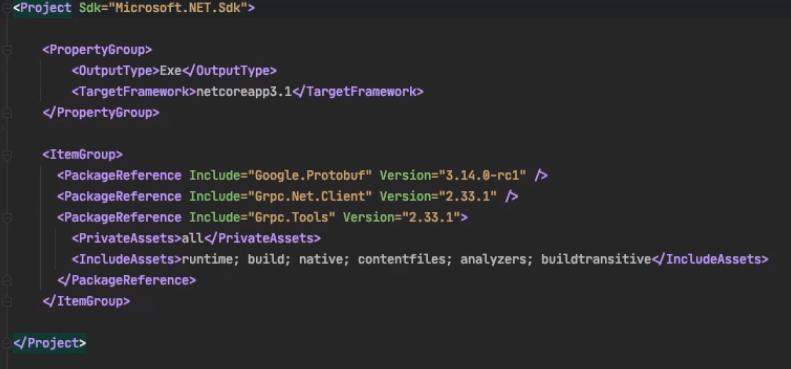 <Project Sdk="Microsoft.NET.Sdk">
<PropertyGroup>
<OutputType>Exe</OutputType>
<TargetFramework>netcoreapp3.1</TargetFramework>
</PropertyGroup>
<ItemGroup>
<PackageReference Include="Google.Protobuf" Version="3.14.0-rc1" />
<PackageReference Include="Grpc.Net.Client" Version="2.33.1" />
<PackageReference Include="Grpc.Tools" Version="2.33.1">
<PrivateAssets>all</PrivateAssets>
<IncludeAssets>runtime; build; native; contentfiles; analyzers; buildtransitive</IncludeAssets>
</PackageReference>
</ItemGroup>
</Project>